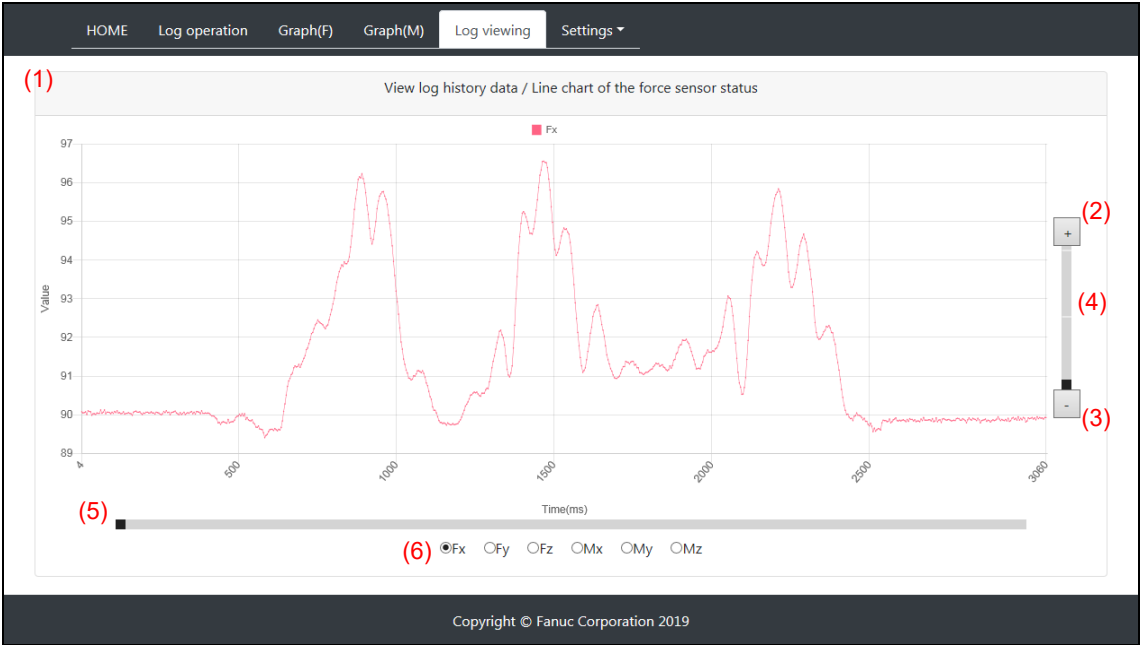 HOME Log operation Graph(F) Graph(M) Log viewing Settings
(1)
View log history data / Line chart of the force sensor status
Fx
97
96
95
94
93
92
91
90
89
Value
4 500 1000 1500 2000 2500 3060
Time(ms)
(2)
+
(4)
-
(3)
(5)
(6) Fx Fy Fz Mx My Mz
Copyright © Fanuc Corporation 2019